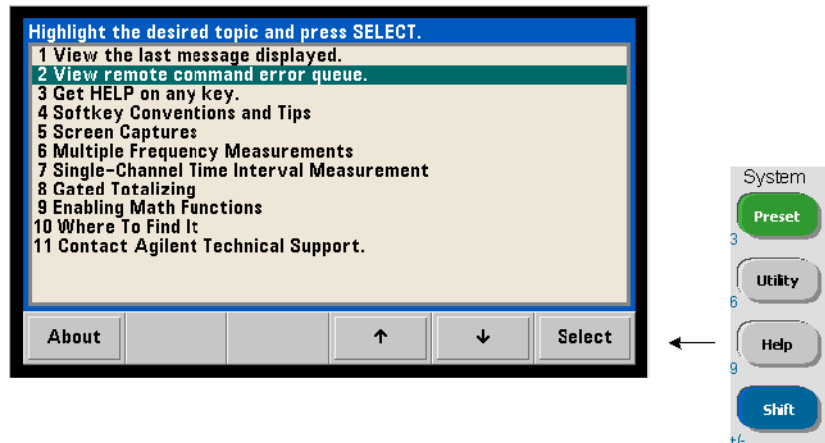 Highlight the desired topic and press SELECT.
1 View the last message displayed.
2 View remote command error queue.
3 Get HELP on any key.
4 Softkey Conventions and Tips
5 Screen Captures
6 Multiple Frequency Measurements
7 Single-Channel Time Interval Measurement
8 Gated Totalizing
9 Enabling Math Functions
10 Where To Find It
11 Contact Agilent Technical Support.
About ↑ ↓ Select
System
Preset
3
Utility
6
Help
9
Shift
+/-